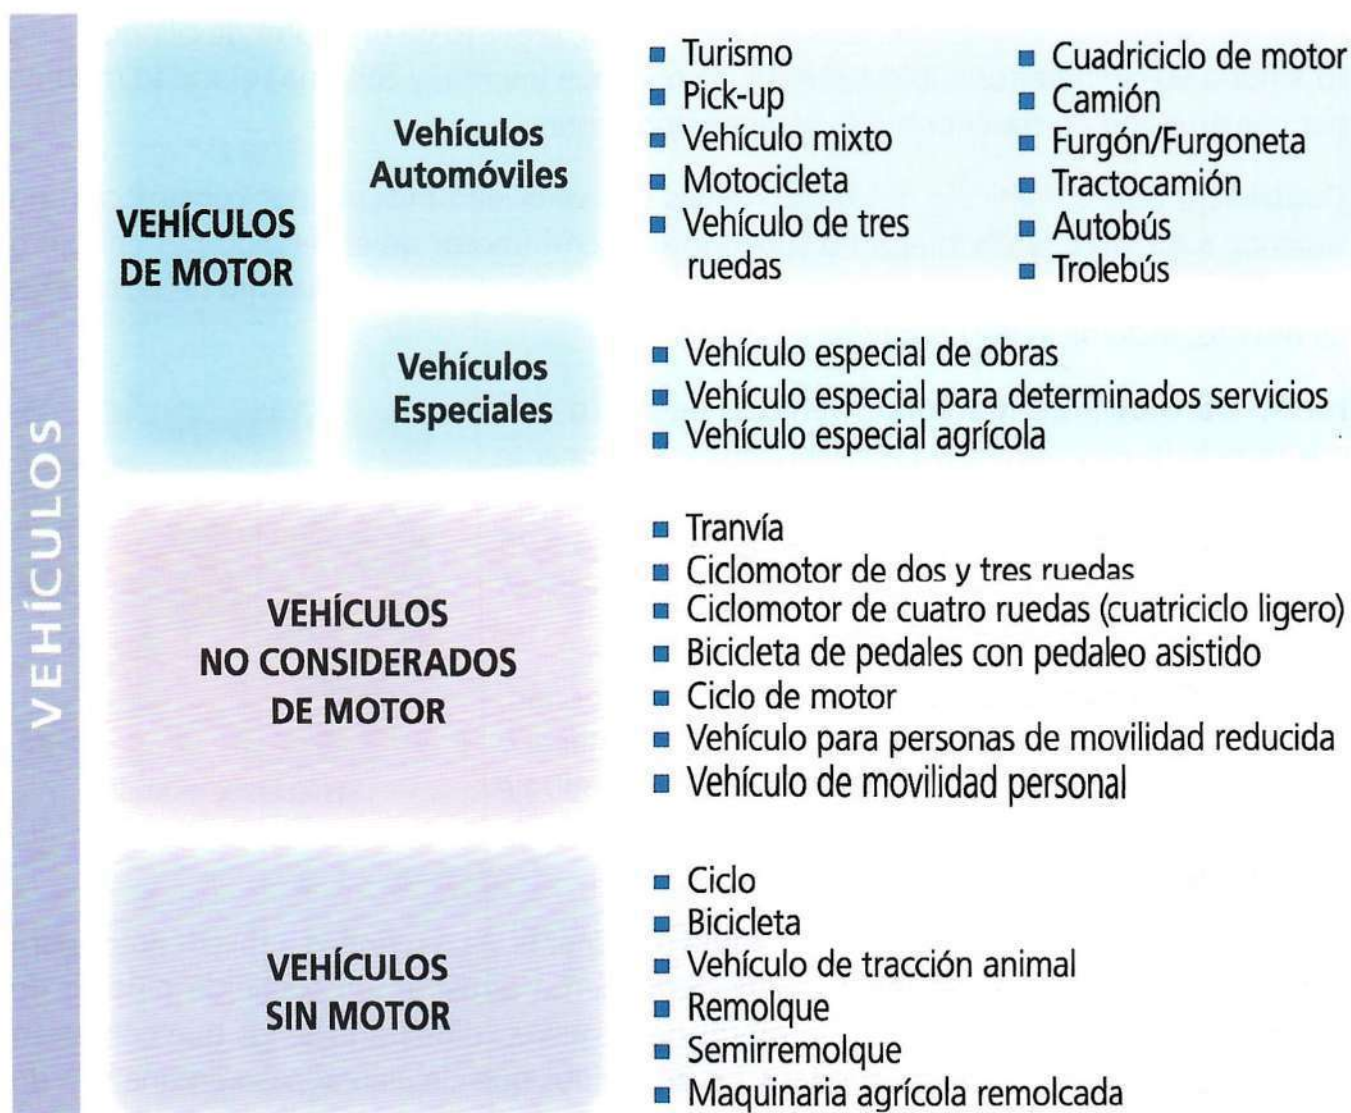 VEHÍCULOS
VEHÍCULOS
DE MOTOR
Vehículos
Automóviles
Turismo
Pick-up
Vehículo mixto
Motocicleta
Vehículo de tres
ruedas
Cuadriciclo de motor
Camión
Furgón/Furgoneta
Tractocamión
Autobús
Trolebús
Vehículos
Especiales
Vehículo especial de obras
Vehículo especial para determinados servicios
Vehículo especial agrícola
VEHÍCULOS
NO CONSIDERADOS
DE MOTOR
Tranvía
Ciclomotor de dos y tres ruedas
Ciclomotor de cuatro ruedas (cuatriciclo ligero)
Bicicleta de pedales con pedaleo asistido
Ciclo de motor
Vehículo para personas de movilidad reducida
Vehículo de movilidad personal
VEHÍCULOS
SIN MOTOR
Ciclo
Bicicleta
Vehículo de tracción animal
Remolque
Semirremolque
Maquinaria agrícola remolcada